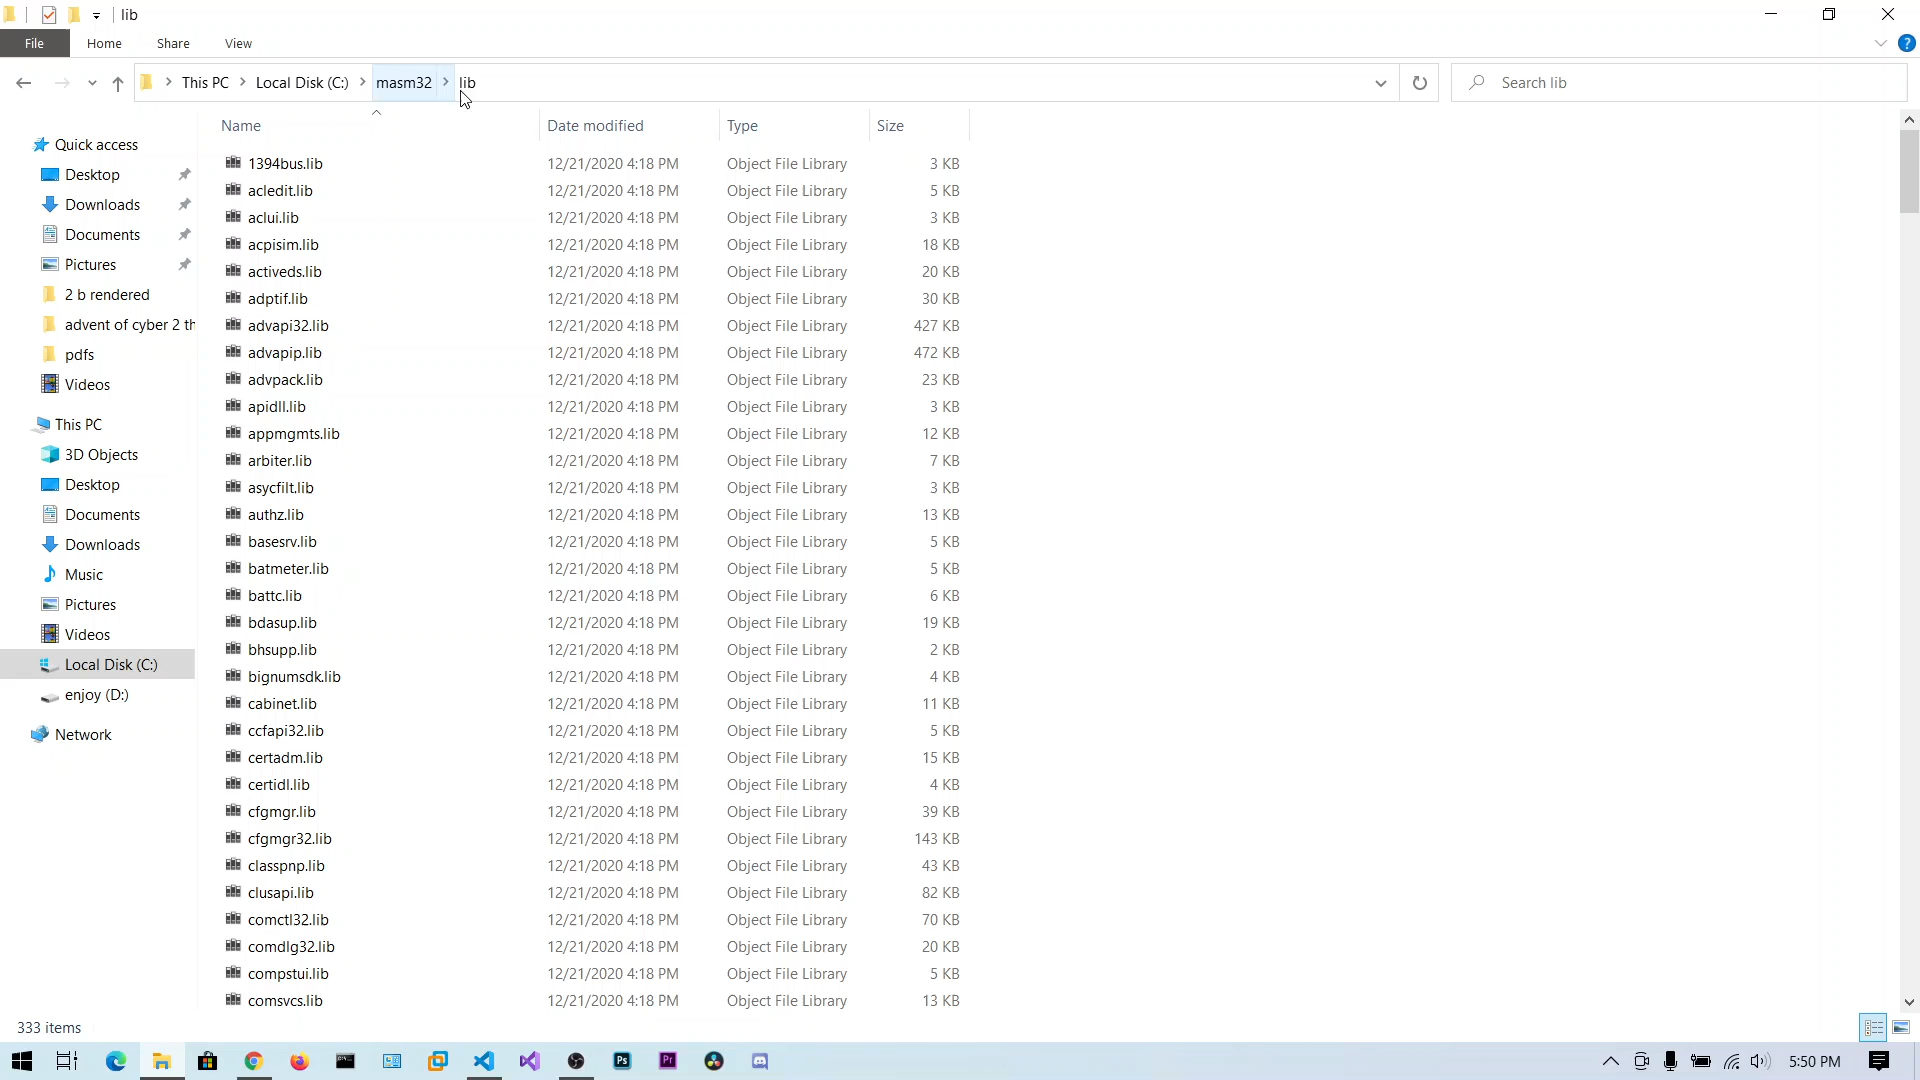 lib
File Home Share View
This PC Local Disk (C:) masm32 lib
Search lib
Name Date modified Type Size
Quick access
Desktop
Downloads
Documents
Pictures
2 b rendered
advent of cyber 2 th
pdfs
Videos
This PC
3D Objects
Desktop
Documents
Downloads
Music
Pictures
Videos
Local Disk (C:)
enjoy (D:)
Network
1394bus.lib 12/21/2020 4:18 PM Object File Library 3 KB
acledit.lib 12/21/2020 4:18 PM Object File Library 5 KB
aclui.lib 12/21/2020 4:18 PM Object File Library 3 KB
acpisim.lib 12/21/2020 4:18 PM Object File Library 18 KB
activeds.lib 12/21/2020 4:18 PM Object File Library 20 KB
adptif.lib 12/21/2020 4:18 PM Object File Library 30 KB
advapi32.lib 12/21/2020 4:18 PM Object File Library 427 KB
advapip.lib 12/21/2020 4:18 PM Object File Library 472 KB
advpack.lib 12/21/2020 4:18 PM Object File Library 23 KB
apidll.lib 12/21/2020 4:18 PM Object File Library 3 KB
appmgmts.lib 12/21/2020 4:18 PM Object File Library 12 KB
arbiter.lib 12/21/2020 4:18 PM Object File Library 7 KB
asycfilt.lib 12/21/2020 4:18 PM Object File Library 3 KB
authz.lib 12/21/2020 4:18 PM Object File Library 13 KB
basesrv.lib 12/21/2020 4:18 PM Object File Library 5 KB
batmeter.lib 12/21/2020 4:18 PM Object File Library 5 KB
battc.lib 12/21/2020 4:18 PM Object File Library 6 KB
bdasup.lib 12/21/2020 4:18 PM Object File Library 19 KB
bhsupp.lib 12/21/2020 4:18 PM Object File Library 2 KB
bignumsdk.lib 12/21/2020 4:18 PM Object File Library 4 KB
cabinet.lib 12/21/2020 4:18 PM Object File Library 11 KB
ccfapi32.lib 12/21/2020 4:18 PM Object File Library 5 KB
certadm.lib 12/21/2020 4:18 PM Object File Library 15 KB
certidl.lib 12/21/2020 4:18 PM Object File Library 4 KB
cfgmgr.lib 12/21/2020 4:18 PM Object File Library 39 KB
cfgmgr32.lib 12/21/2020 4:18 PM Object File Library 143 KB
classpnp.lib 12/21/2020 4:18 PM Object File Library 43 KB
clusapi.lib 12/21/2020 4:18 PM Object File Library 82 KB
comctl32.lib 12/21/2020 4:18 PM Object File Library 70 KB
comdlg32.lib 12/21/2020 4:18 PM Object File Library 20 KB
compstui.lib 12/21/2020 4:18 PM Object File Library 5 KB
comsvcs.lib 12/21/2020 4:18 PM Object File Library 13 KB
333 items
Ps
Pr
5:50 PM